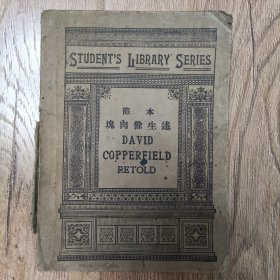 STUDENT'S LIBRARY SERIES
本節
塊肉餘生述
DAVID
COPPERFIELD
RETOLD